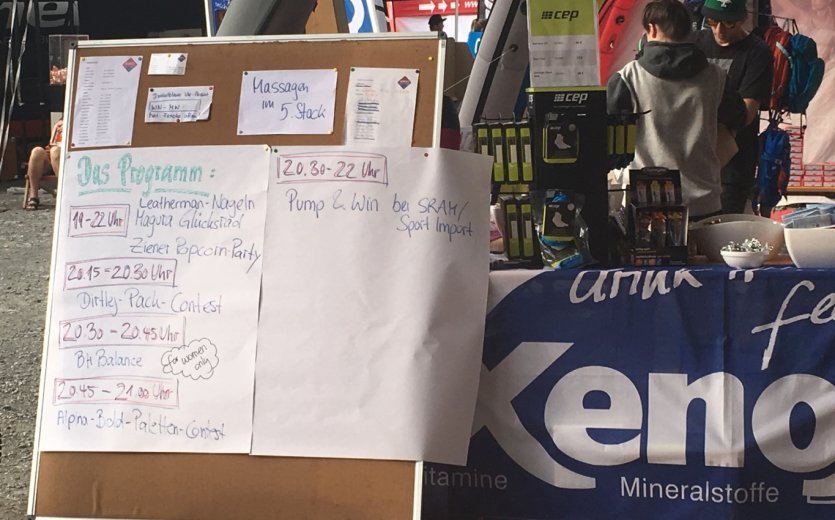 Massagen
im
5. Stock
Das Programm:
19-22 Uhr
Leatherman-Nageln
Magura Glücksrad
Ziener Popcorn-Party
20.15-20.30 Uhr
Dirtlej-Pack-Contest
20.30-20.45 Uhr
BH Balance
for women
only
20.45-21.00 Uhr
Alpina-Bold-Paletten-Contest
20.30-22 Uhr
Pump & Win bei SRAM/
Sport Import
cep
cep
drink
fe
Xeno
itamine
Mineralstoffe